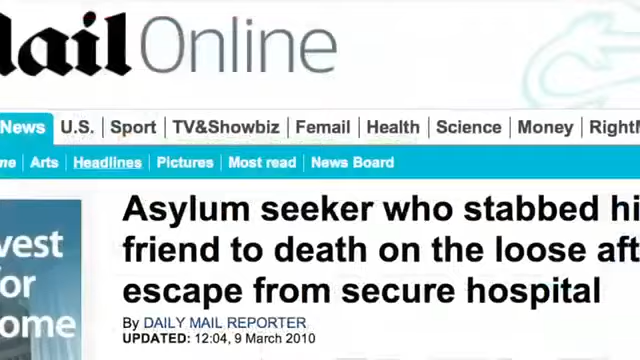 Mail Online
News U.S. Sport TV&Showbiz Femail Health Science Money
Arts Headlines Pictures Most read News Board
Asylum seeker who stabbed
friend to death on the loose
escape from secure hospital
By DAILY MAIL REPORTER
UPDATED: 12:04, 9 March 2010